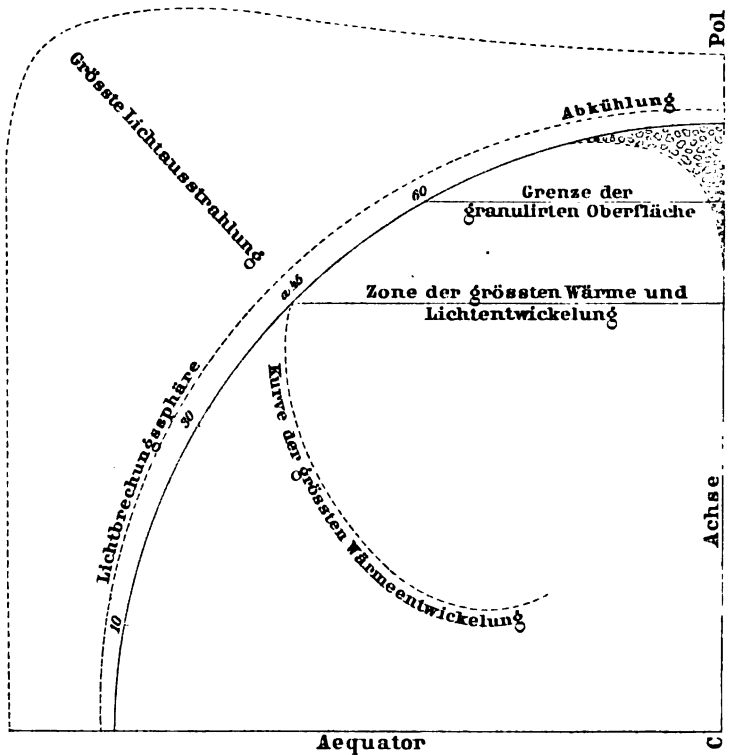 Pol
Grösste Lichtausstrahlung
Abkühlung
60
Grenze der
granulirten Oberfläche
a 45
Zone der grössten Wärme und
Lichtentwickelung
Lichtbrechungssphäre
30
Kurve der grössten Wärmeentwickelung
Achse
10
Aequator
C